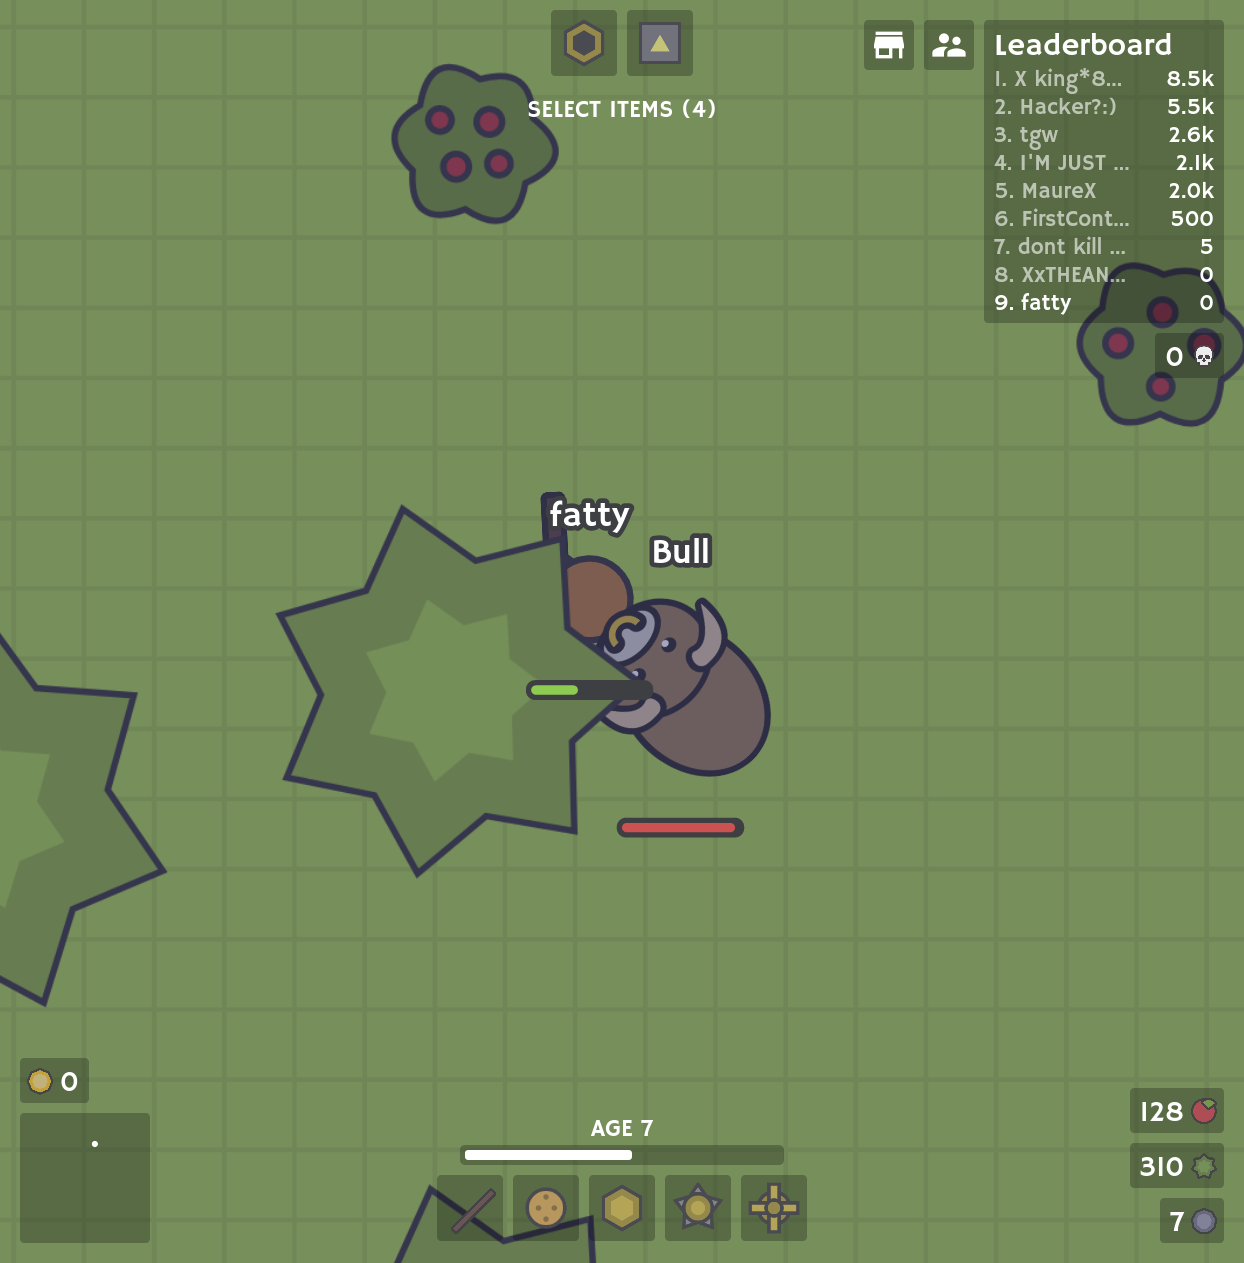 SELECT ITEMS (4)
Leaderboard
1. X king*8... 8.5k
2. Hacker?:) 5.5k
3. tgw 2.6k
4. I'M JUST ... 2.1k
5. MaureX 2.0k
6. FirstCont... 500
7. dont kill ... 5
8. XxTHEAN... 0
9. fatty 0
0
fatty
Bull
0
AGE 7
128
310
7